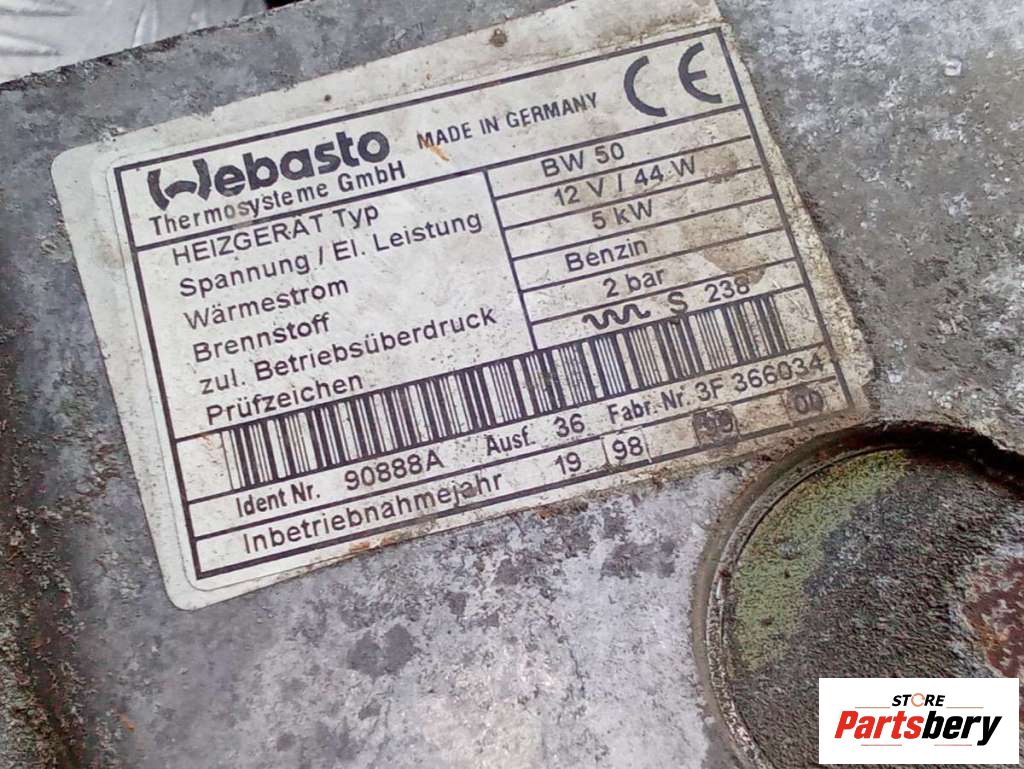 Webasto
Thermosysteme GmbH
MADE IN GERMANY
CE
HEIZGERÄT Typ BW 50
Spannung / El. Leistung 12 V / 44 W
Wärmestrom 5 kW
Brennstoff Benzin
zul. Betriebsüberdruck 2 bar
Prüfzeichen S 238
Ident Nr. 90888A Ausf. 36 Fabr.-Nr. 3F 366034
Inbetriebnahmejahr 19 98 99 00
STORE
Partsbery